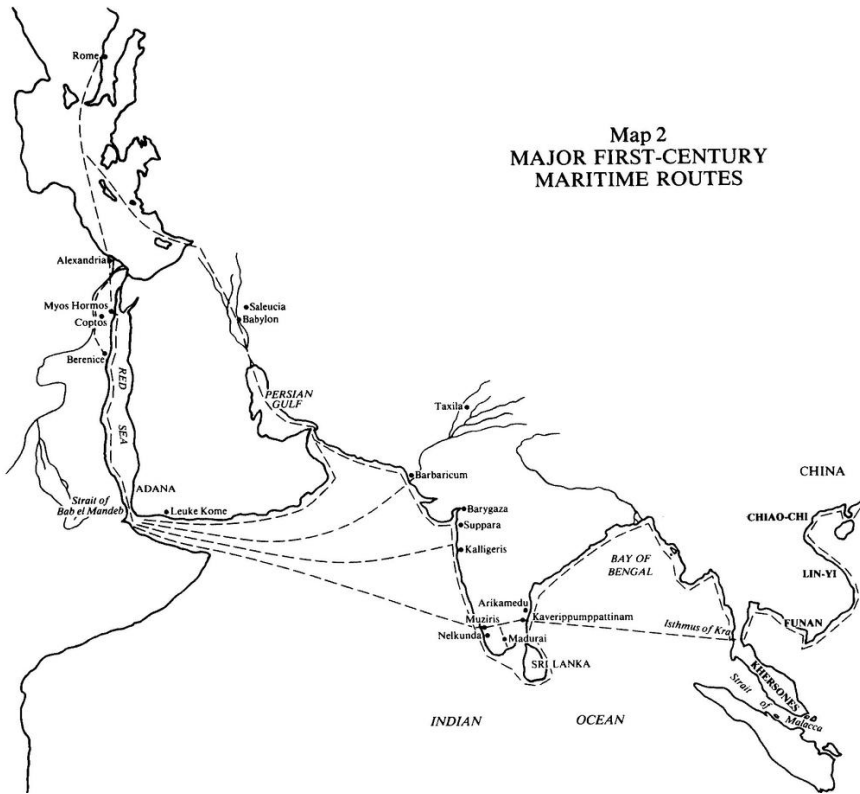 Rome
Map 2
MAJOR FIRST-CENTURY
MARITIME ROUTES
Alexandria
Myos Hormos
Coptos
Berenice
RED
SEA
Saleucia
Babylon
PERSIAN
GULF
Taxila
Barbaricum
ADANA
Strait of
Bab el Mandeb
Leuke Kome
Barygaza
Suppara
Kalligeris
CHINA
CHIAO-CHI
LIN-YI
FUNAN
BAY OF
BENGAL
Arikamedu
Kaverippumppattinam
Muziris
Nelkunda
Madurai
SRI LANKA
Isthmus of Kra
KHERSONES
Strait of Malacca
INDIAN OCEAN